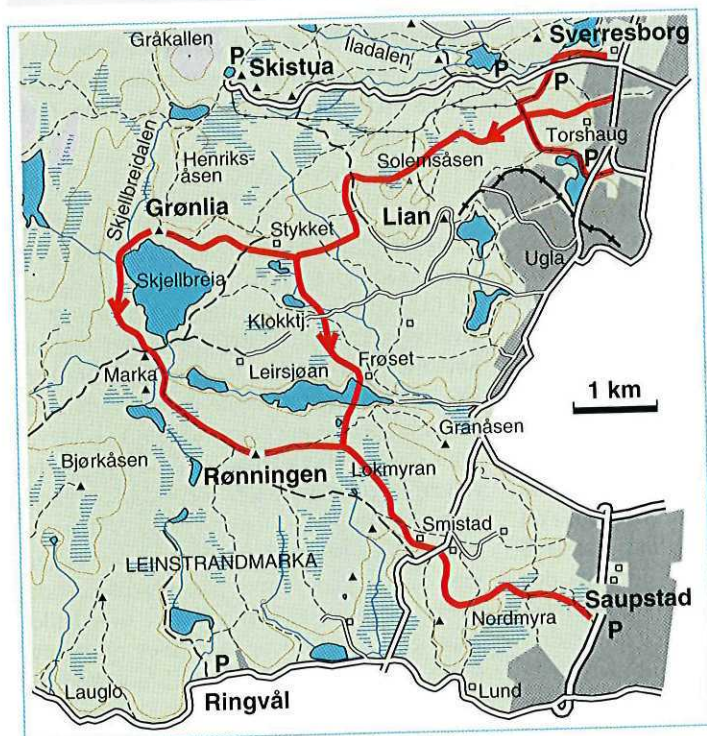 Gråkallen
Iladalen
Sverresborg
P
Skistua
P
P
Skjellbreidalen
Henriks-
åsen
Solemsåsen
Torshaug
P
Grønlia
Stykket
Lian
Skjellbreia
Ugla
Klokktj.
Marka
Leirsjøan
Frøset
1 km
Granåsen
Bjørkåsen
Rønningen
Løkmyran
Smistad
LEINSTRANDMARKA
Saupstad
Nordmyra
P
P
Lauglo
Ringvål
Lund